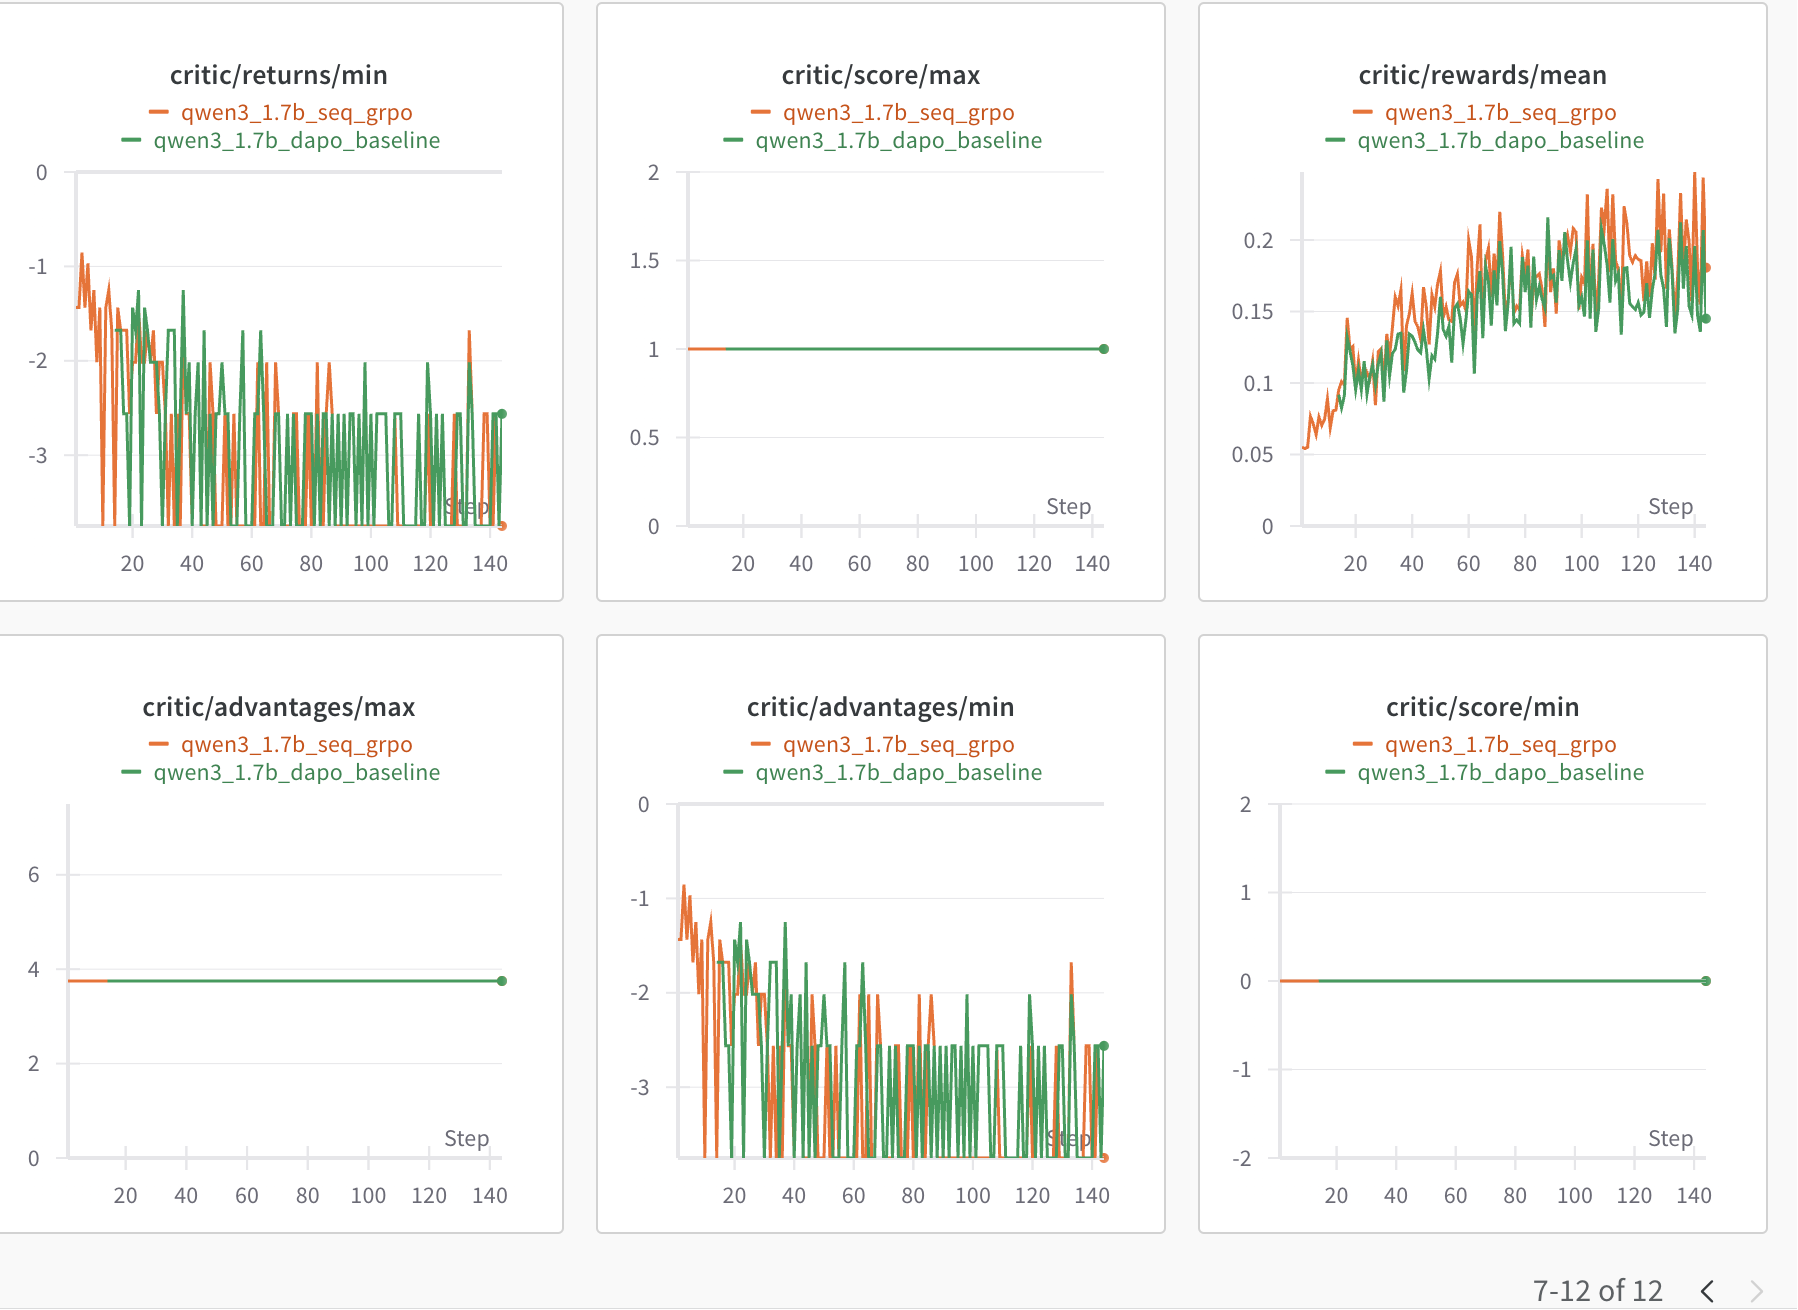 critic/returns/min
qwen3_1.7b_seq_grpo
qwen3_1.7b_dapo_baseline
0
-1
-2
-3
Step
20 40 60 80 100 120 140
critic/score/max
qwen3_1.7b_seq_grpo
qwen3_1.7b_dapo_baseline
2
1.5
1
0.5
0
Step
20 40 60 80 100 120 140
critic/rewards/mean
qwen3_1.7b_seq_grpo
qwen3_1.7b_dapo_baseline
0.2
0.15
0.1
0.05
0
Step
20 40 60 80 100 120 140
critic/advantages/max
qwen3_1.7b_seq_grpo
qwen3_1.7b_dapo_baseline
6
4
2
0
Step
20 40 60 80 100 120 140
critic/advantages/min
qwen3_1.7b_seq_grpo
qwen3_1.7b_dapo_baseline
0
-1
-2
-3
Step
20 40 60 80 100 120 140
critic/score/min
qwen3_1.7b_seq_grpo
qwen3_1.7b_dapo_baseline
2
1
0
-1
-2
Step
20 40 60 80 100 120 140
7-12 of 12